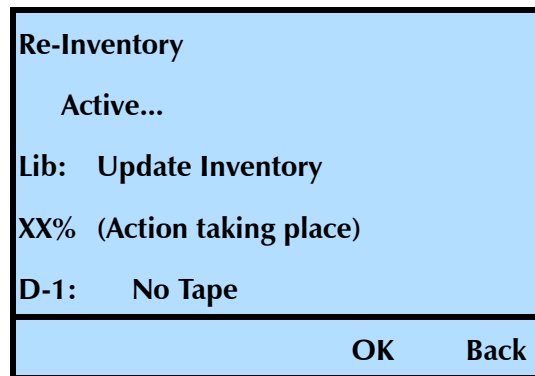 Re-Inventory
Active...
Lib: Update Inventory
XX% (Action taking place)
D-1: No Tape
OK Back